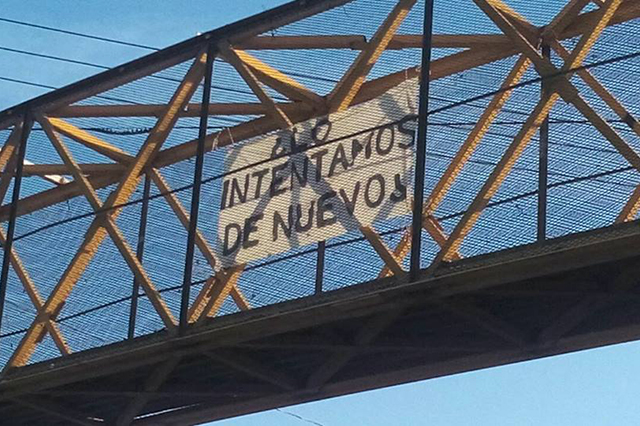 ¿LO
INTENTAMOS
DE NUEVO?